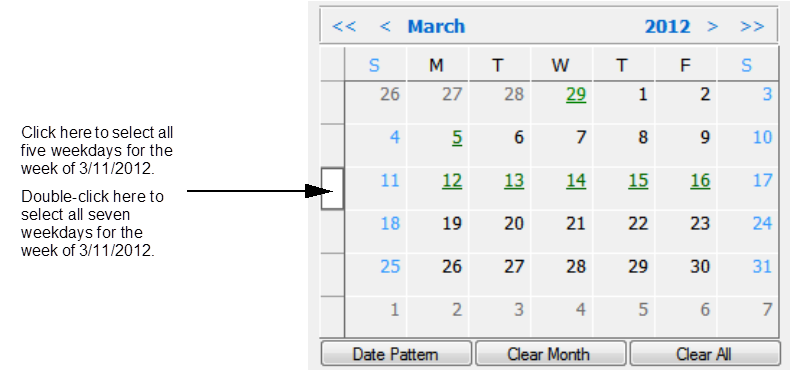 << < March 2012 > >>
S M T W T F S
26 27 28 29 1 2 3
4 5 6 7 8 9 10
Click here to select all
five weekdays for the
week of 3/11/2012.
Double-click here to
select all seven
weekdays for the
week of 3/11/2012.
11 12 13 14 15 16 17
18 19 20 21 22 23 24
25 26 27 28 29 30 31
1 2 3 4 5 6 7
Date Pattern Clear Month Clear All